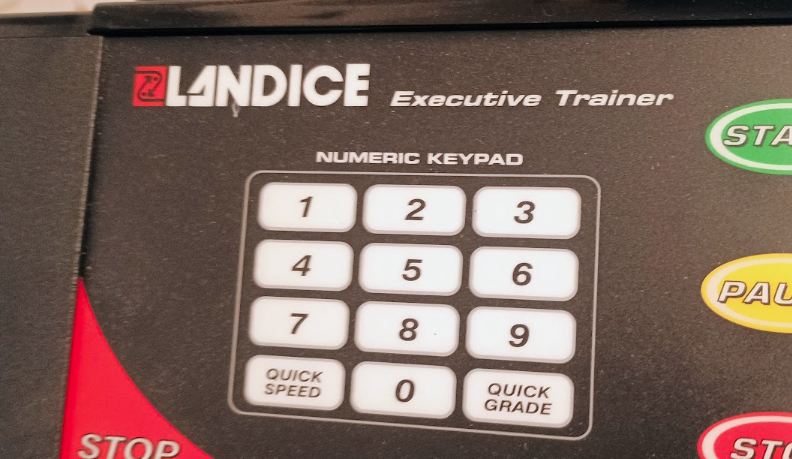 LANDICE Executive Trainer
NUMERIC KEYPAD
1 2 3
4 5 6
7 8 9
QUICK SPEED 0 QUICK GRADE
STOP